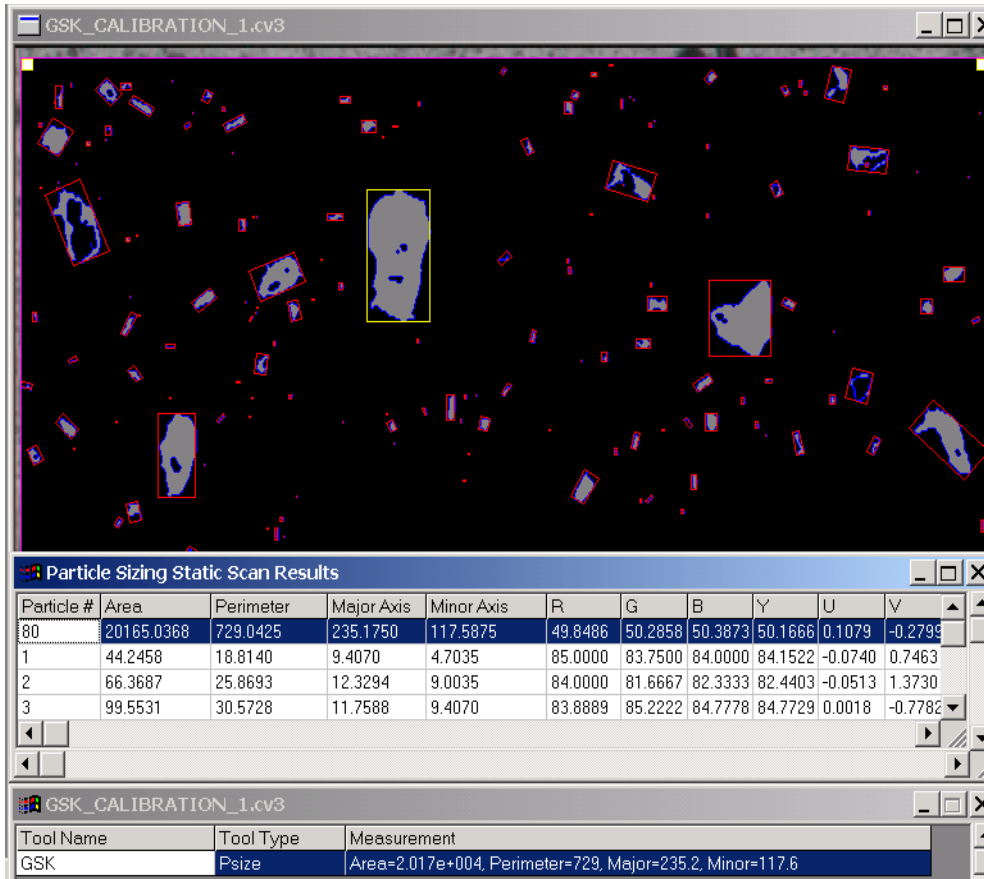 GSK_CALIBRATION_1.cv3
Particle Sizing Static Scan Results
Particle # Area Perimeter Major Axis Minor Axis R G B Y U V
80 20165.0368 729.0425 235.1750 117.5875 49.8486 50.2858 50.3873 50.1666 0.1079 -0.2799
1 44.2458 18.8140 9.4070 4.7035 85.0000 83.7500 84.0000 84.1522 -0.0740 0.7463
2 66.3687 25.8693 12.3294 9.0035 84.0000 81.6667 82.3333 82.4403 -0.0513 1.3730
3 99.5531 30.5728 11.7588 9.4070 83.8889 85.2222 84.7778 84.7729 0.0018 -0.7782
GSK_CALIBRATION_1.cv3
Tool Name Tool Type Measurement
GSK Psize Area=2.017e+004, Perimeter=729, Major=235.2, Minor=117.6